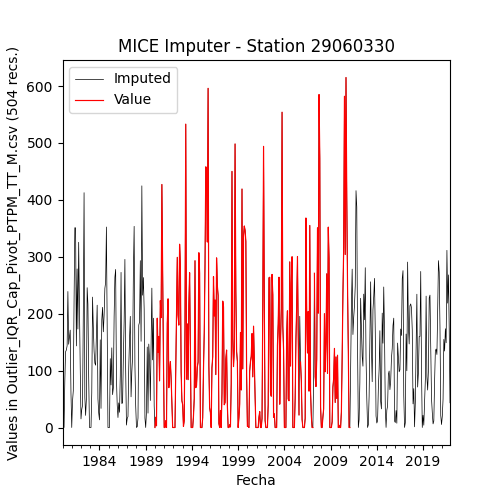 MICE Imputer - Station 29060330
Imputed
Value
Values in Outlier_IQR_Cap_Pivot_PTPM_TT_M.csv (504 recs.)
600
500
400
300
200
100
0
1984 1989 1994 1999 2004 2009 2014 2019
Fecha